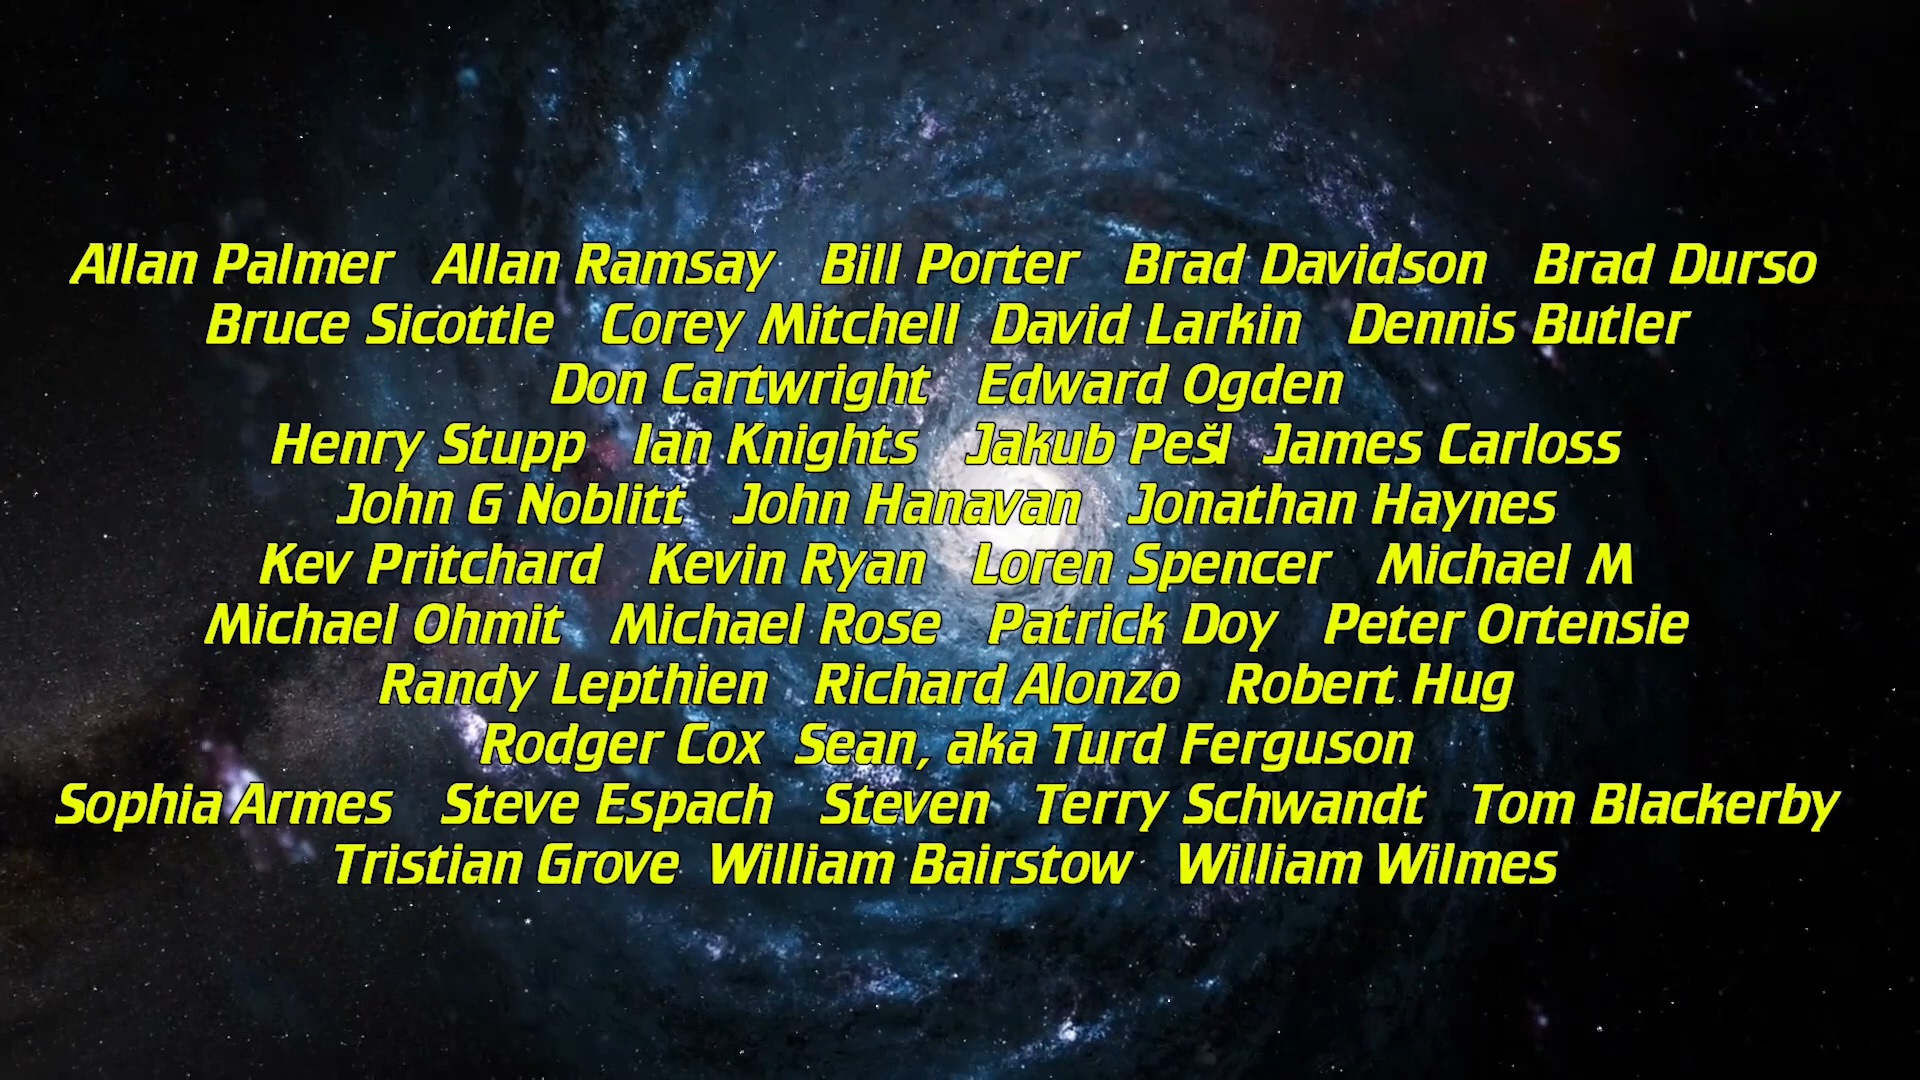 Allan Palmer Allan Ramsay Bill Porter Brad Davidson Brad Durso
Bruce Sicottle Corey Mitchell David Larkin Dennis Butler
Don Cartwright Edward Ogden
Henry Stupp Ian Knights Jakub Pešl James Carloss
John G Noblitt John Hanavan Jonathan Haynes
Kev Pritchard Kevin Ryan Loren Spencer Michael M
Michael Ohmit Michael Rose Patrick Doy Peter Ortensie
Randy Lepthien Richard Alonzo Robert Hug
Rodger Cox Sean, aka Turd Ferguson
Sophia Armes Steve Espach Steven Terry Schwandt Tom Blackerby
Tristian Grove William Bairstow William Wilmes